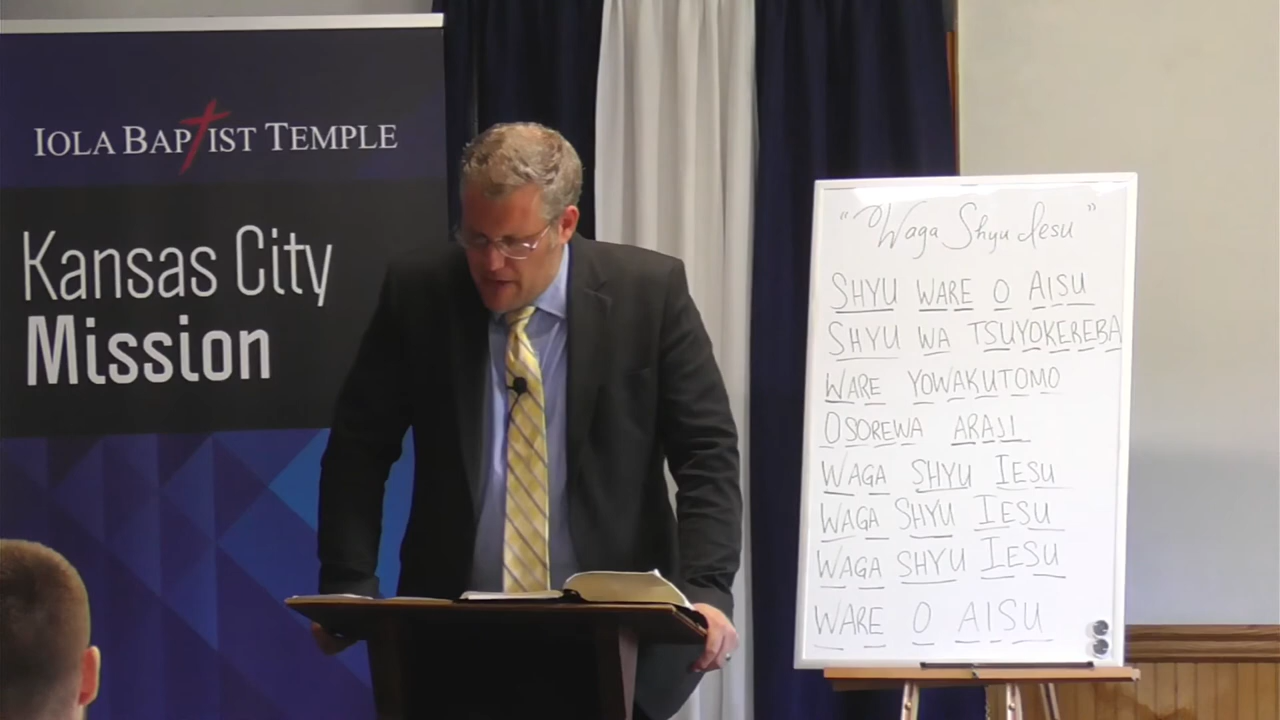 IOLA BAPTIST TEMPLE
Kansas City
Mission
"Waga Shyu Iesu"
SHYU WARE O AISU
SHYU WA TSUYOKEREBA
WARE YOWAKUTOMO
OSOREWA ARAJI
WAGA SHYU IESU
WAGA SHYU IESU
WAGA SHYU IESU
WARE O AISU